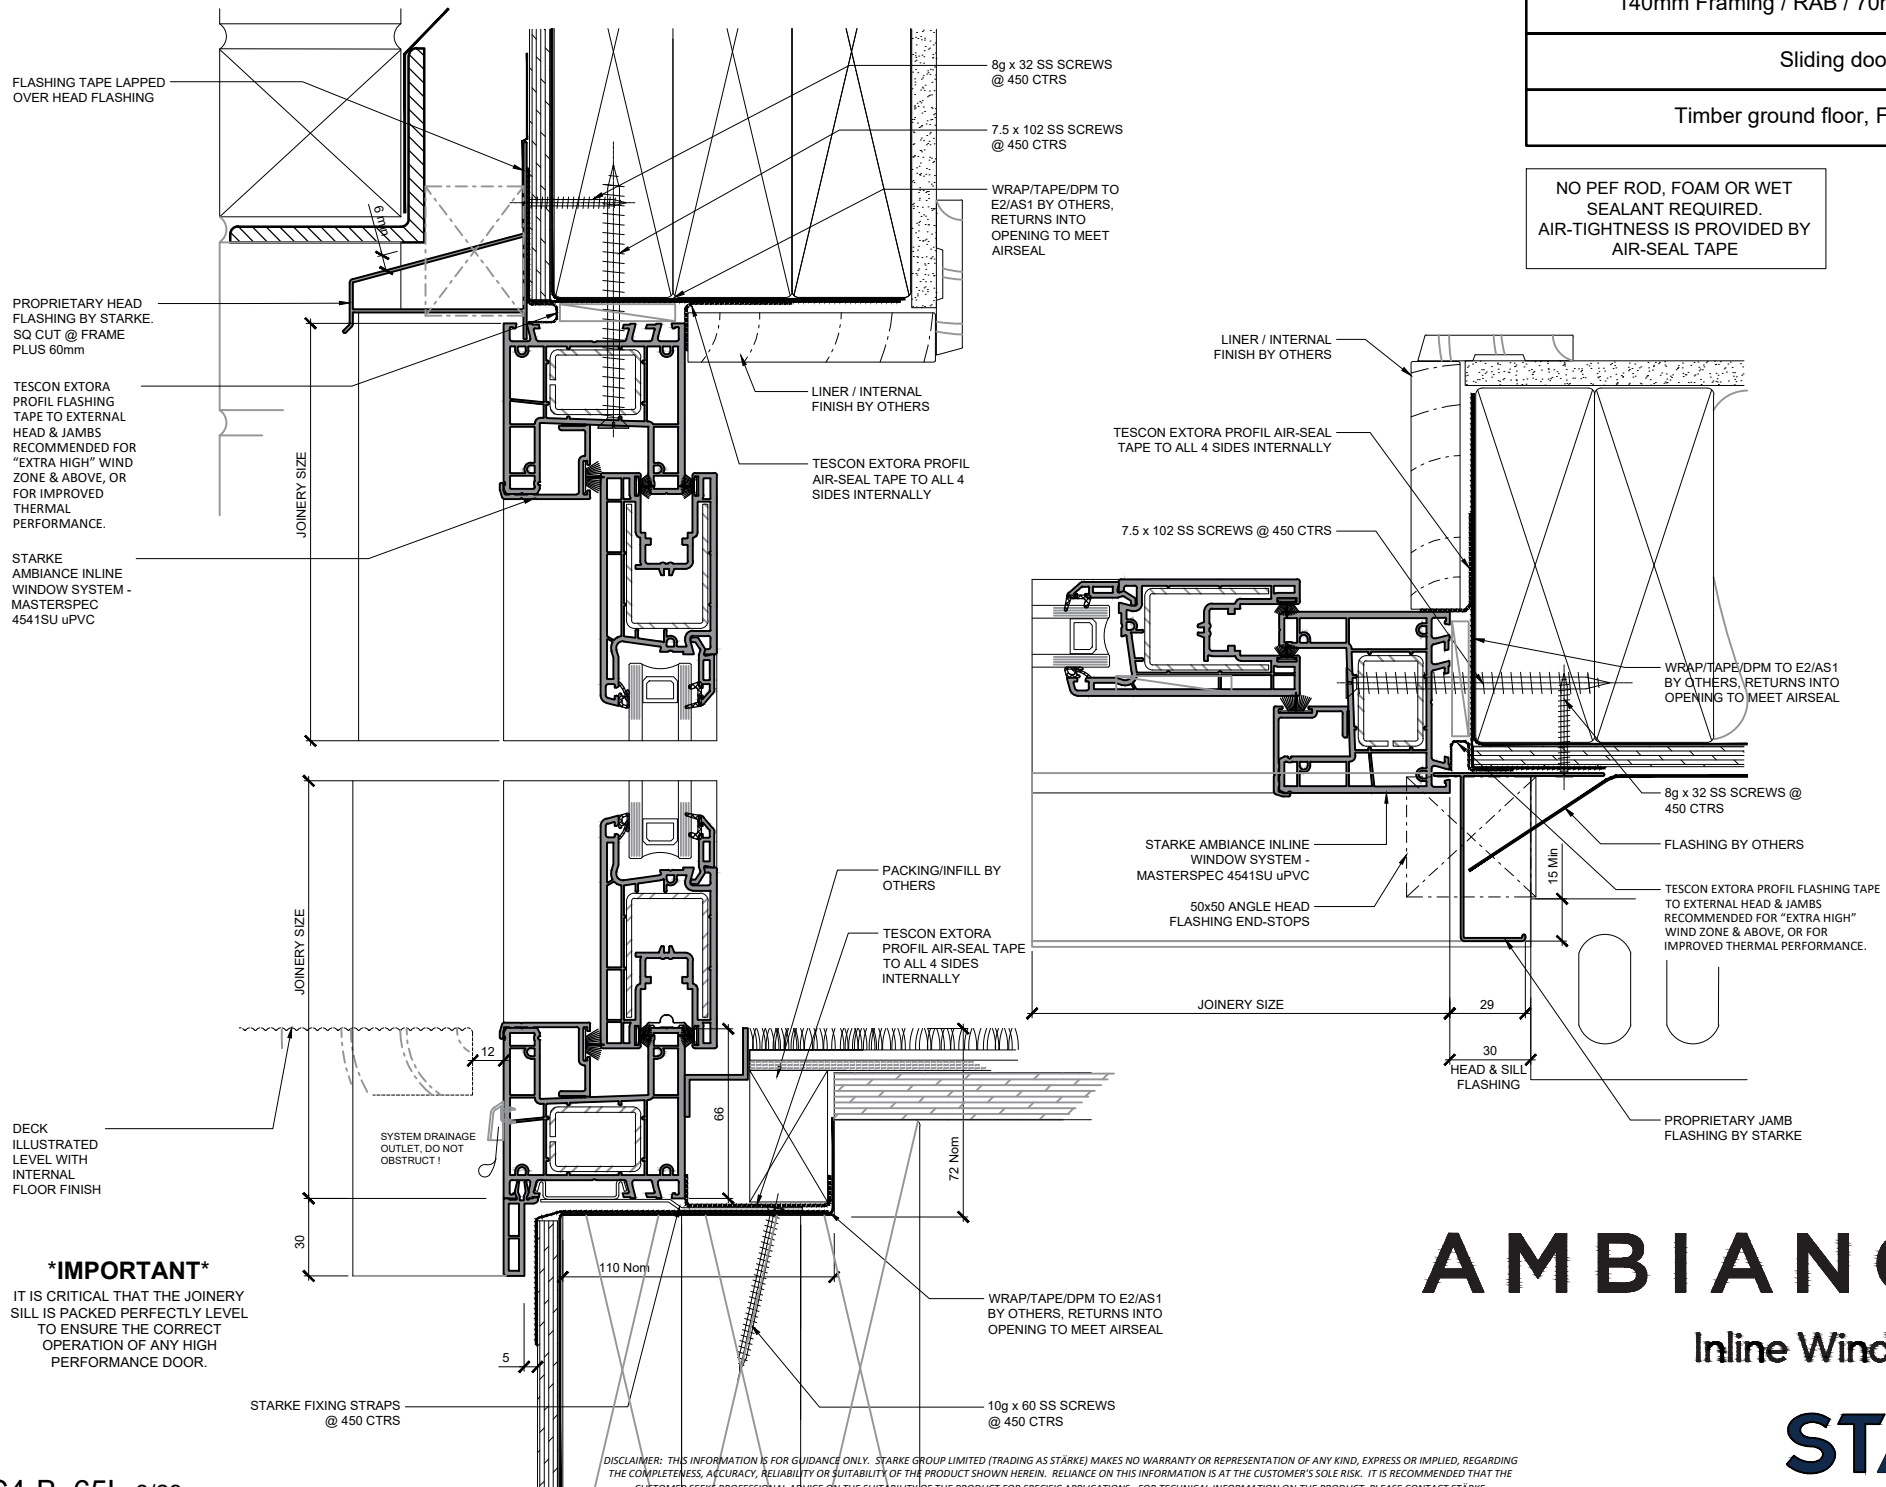 140mm Framing / RAB /
Sliding
Timber ground floor,
NO PEF ROD, FOAM OR WET
SEALANT REQUIRED.
AIR-TIGHTNESS IS PROVIDED BY
AIR-SEAL TAPE
FLASHING TAPE LAPPED
OVER HEAD FLASHING
6 min
PROPRIETARY HEAD
FLASHING BY STARKE.
SQ CUT @ FRAME
PLUS 60mm
TESCON EXTORA
PROFIL FLASHING
TAPE TO EXTERNAL
HEAD & JAMBS
RECOMMENDED FOR
“EXTRA HIGH” WIND
ZONE & ABOVE, OR
FOR IMPROVED
THERMAL
PERFORMANCE.
STARKE
AMBIANCE INLINE
WINDOW SYSTEM -
MASTERSPEC
4541SU uPVC
JOINERY SIZE
8g x 32 SS SCREWS
@ 450 CTRS
7.5 x 102 SS SCREWS
@ 450 CTRS
WRAP/TAPE/DPM TO
E2/AS1 BY OTHERS,
RETURNS INTO
OPENING TO MEET
AIRSEAL
LINER / INTERNAL
FINISH BY OTHERS
TESCON EXTORA PROFIL
AIR-SEAL TAPE TO ALL 4
SIDES INTERNALLY
LINER / INTERNAL
FINISH BY OTHERS
TESCON EXTORA PROFIL AIR-SEAL
TAPE TO ALL 4 SIDES INTERNALLY
7.5 x 102 SS SCREWS @ 450 CTRS
WRAP/TAPE/DPM TO E2/AS1
BY OTHERS, RETURNS INTO
OPENING TO MEET AIRSEAL
8g x 32 SS SCREWS @
450 CTRS
FLASHING BY OTHERS
STARKE AMBIANCE INLINE
WINDOW SYSTEM -
MASTERSPEC 4541SU uPVC
50x50 ANGLE HEAD
FLASHING END-STOPS
15 Min
TESCON EXTORA PROFIL FLASHING TAPE
TO EXTERNAL HEAD & JAMBS
RECOMMENDED FOR “EXTRA HIGH”
WIND ZONE & ABOVE, OR FOR
IMPROVED THERMAL PERFORMANCE.
JOINERY SIZE
29
30
HEAD & SILL
FLASHING
PROPRIETARY JAMB
FLASHING BY STARKE
JOINERY SIZE
PACKING/INFILL BY
OTHERS
TESCON EXTORA
PROFIL AIR-SEAL TAPE
TO ALL 4 SIDES
INTERNALLY
12
66
72 Nom
DECK
ILLUSTRATED
LEVEL WITH
INTERNAL
FLOOR FINISH
SYSTEM DRAINAGE
OUTLET, DO NOT
OBSTRUCT !
30
110 Nom
5
*IMPORTANT*
IT IS CRITICAL THAT THE JOINERY
SILL IS PACKED PERFECTLY LEVEL
TO ENSURE THE CORRECT
OPERATION OF ANY HIGH
PERFORMANCE DOOR.
WRAP/TAPE/DPM TO E2/AS1
BY OTHERS, RETURNS INTO
OPENING TO MEET AIRSEAL
STARKE FIXING STRAPS
@ 450 CTRS
10g x 60 SS SCREWS
@ 450 CTRS
Inline
DISCLAIMER: THIS INFORMATION IS FOR GUIDANCE ONLY. STARKE GROUP LIMITED (TRADING AS STÄRKE) MAKES NO WARRANTY OR REPRESENTATION OF ANY KIND, EXPRESS OR IMPLIED, REGARDING
THE COMPLETENESS, ACCURACY, RELIABILITY OR SUITABILITY OF THE PRODUCT SHOWN HEREIN. RELIANCE ON THIS INFORMATION IS AT THE CUSTOMER'S SOLE RISK. IT IS RECOMMENDED THAT THE